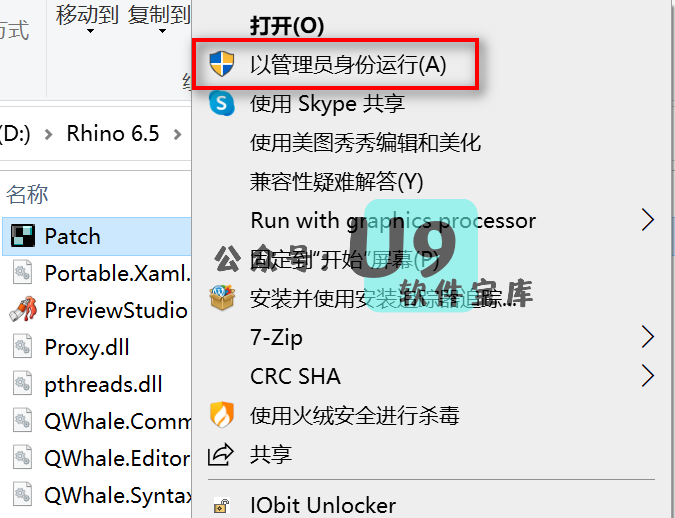 移动到 复制到
方式
(D:) › Rhino 6.5 ›
名称
Patch
Portable.Xaml.
PreviewStudio
Proxy.dll
pthreads.dll
QWhale.Comm
QWhale.Editor
QWhale.Syntax
打开(O)
以管理员身份运行(A)
使用 Skype 共享
使用美图秀秀编辑和美化
兼容性疑难解答(Y)
Run with graphics processor
固定到"开始"屏幕(P)
安装并使用安装追踪器追踪...
7-Zip
CRC SHA
使用火绒安全进行杀毒
共享
IObit Unlocker
公众号:U9
软件宝库